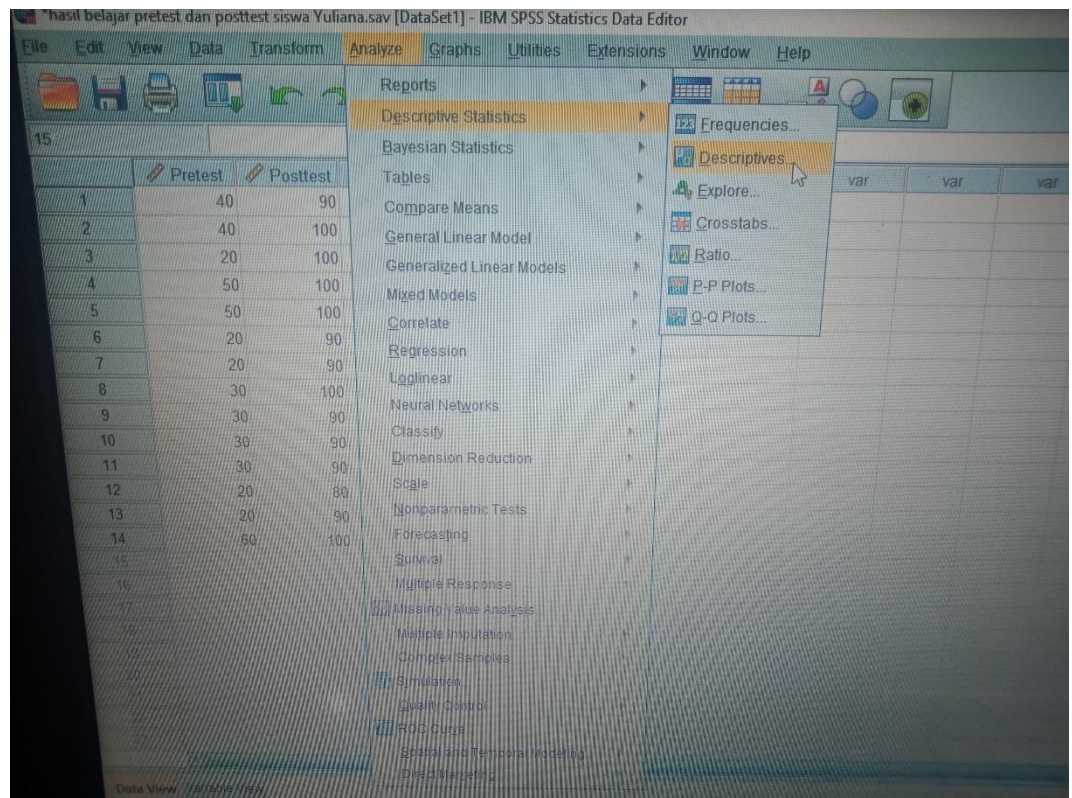 *hasil belajar pretest dan posttest siswa Yuliana.sav [DataSet1] - IBM SPSS Statistics Data Editor
File Edit View Data Transform Analyze Graphs Utilities Extensions Window Help
15
Pretest Posttest var var var
1 40 90
2 40 100
3 20 100
4 50 100
5 50 100
6 20 90
7 20 90
8 30 100
9 30 90
10 30 90
11 30 90
12 20 80
13 20 90
14 60 100
15
16
17
20
Reports
Descriptive Statistics
Bayesian Statistics
Tables
Compare Means
General Linear Model
Generalized Linear Models
Mixed Models
Correlate
Regression
Loglinear
Neural Networks
Classify
Dimension Reduction
Scale
Nonparametric Tests
Forecasting
Survival
Multiple Response
Missing Value Analysis...
Multiple Imputation
Complex Samples
Simulation...
Quality Control
ROC Curve...
Spatial and Temporal Modeling
Direct Marketing
123 Frequencies...
Descriptives...
Explore...
Crosstabs...
1/2 Ratio...
P-P Plots...
Q-Q Plots...
A
Data View Variable View